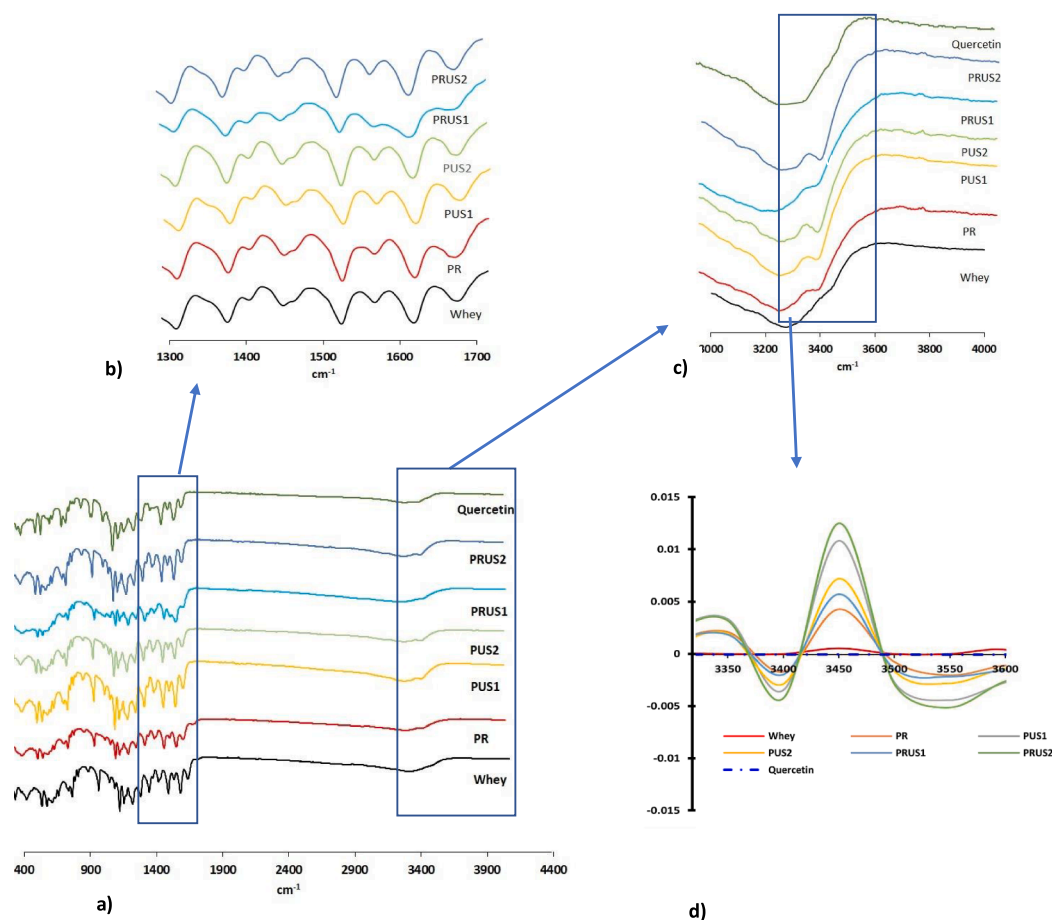 PRUS2
PRUS1
PUS2
PUS1
PR
Whey
1300 1400 1500 1600 1700
cm-1
b)
Quercetin
PRUS2
PRUS1
PUS2
PUS1
PR
Whey
3000 3200 3400 3600 3800 4000
cm-1
c)
Quercetin
PRUS2
PRUS1
PUS2
PUS1
PR
Whey
400 900 1400 1900 2400 2900 3400 3900 4400
cm-1
a)
0.015
0.01
0.005
0
-0.005
-0.01
-0.015
3350 3400 3450 3500 3550 3600
Whey PR PUS1
PUS2 PRUS1 PRUS2
Quercetin
d)